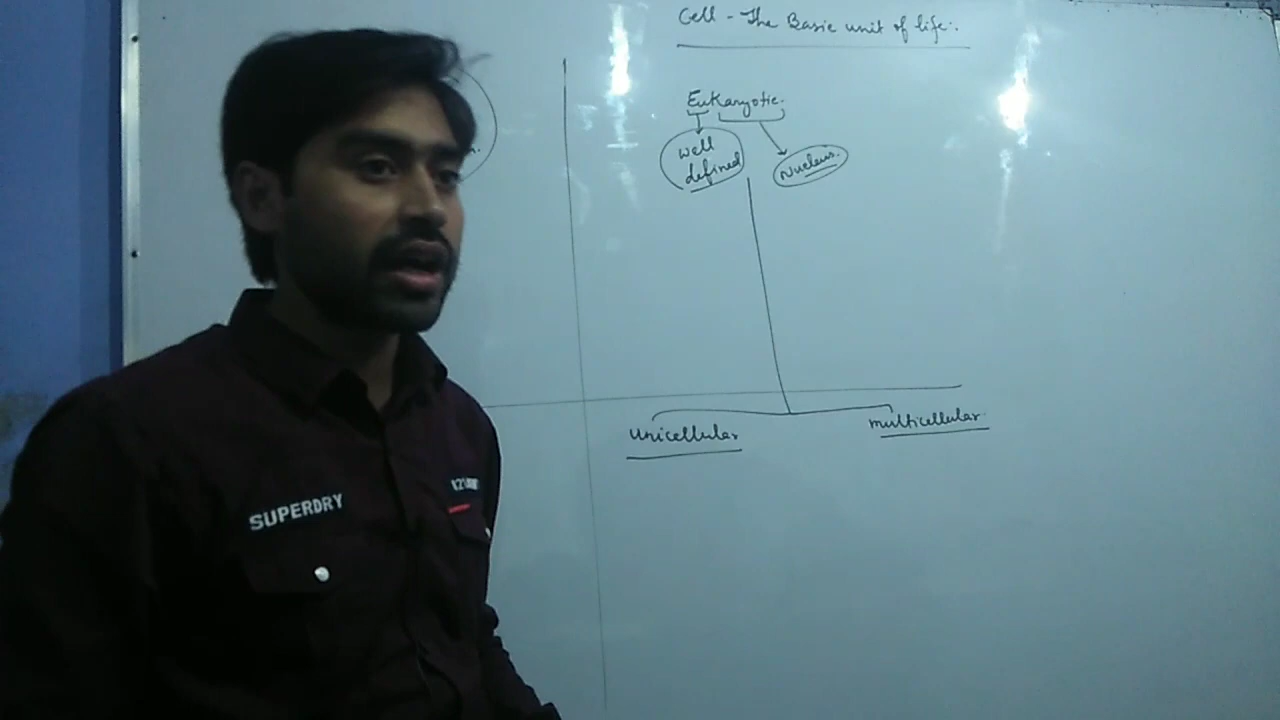 Cell - The Basic unit of life.
Eukaryotic.
well
defined
Nucleus.
unicellular
multicellular.
SUPERDRY